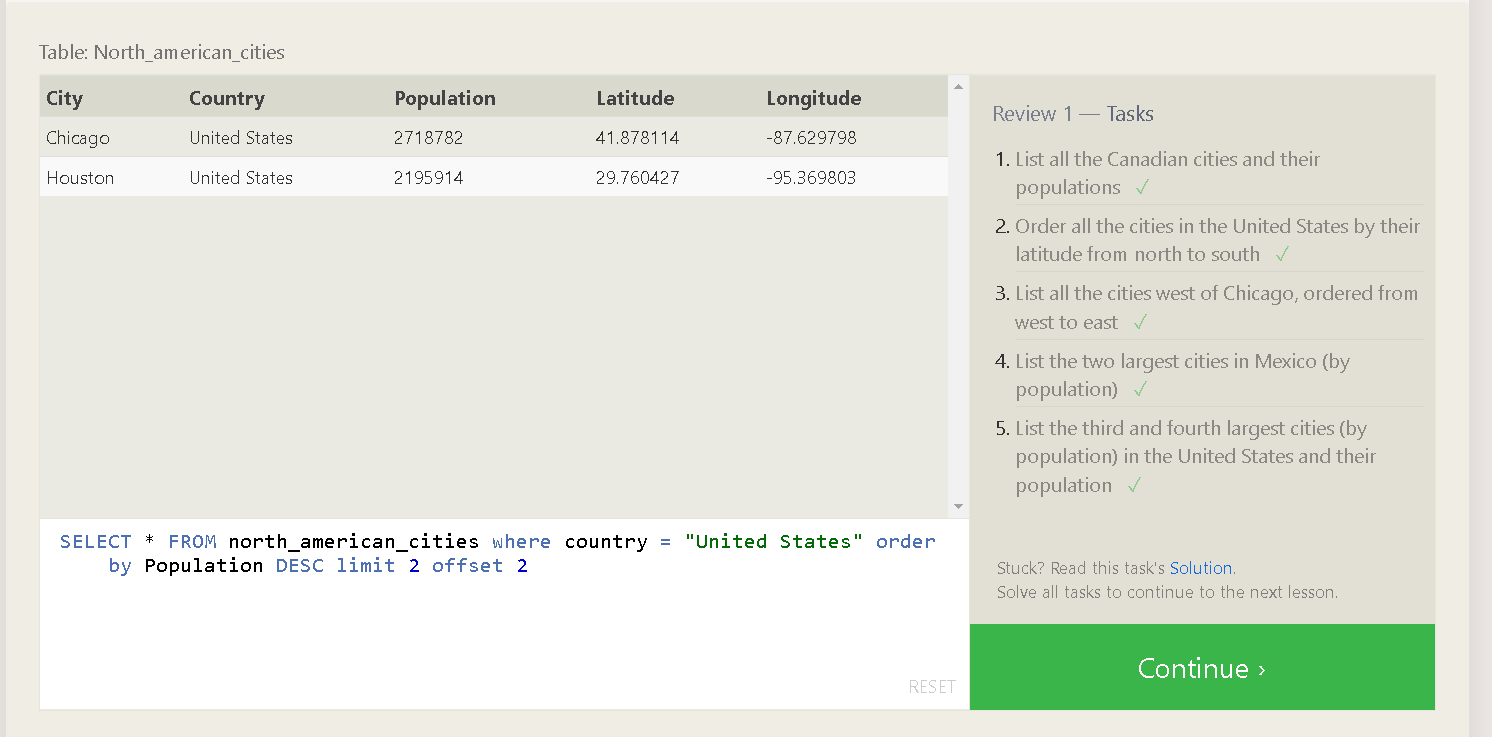 Table: North_american_cities
City Country Population Latitude Longitude
Chicago United States 2718782 41.878114 -87.629798
Houston United States 2195914 29.760427 -95.369803
SELECT * FROM north_american_cities where country = "United States" order
by Population DESC limit 2 offset 2
RESET
Review 1 — Tasks
1. List all the Canadian cities and their
populations ✓
2. Order all the cities in the United States by their
latitude from north to south ✓
3. List all the cities west of Chicago, ordered from
west to east ✓
4. List the two largest cities in Mexico (by
population) ✓
5. List the third and fourth largest cities (by
population) in the United States and their
population ✓
Stuck? Read this task's Solution.
Solve all tasks to continue to the next lesson.
Continue ›